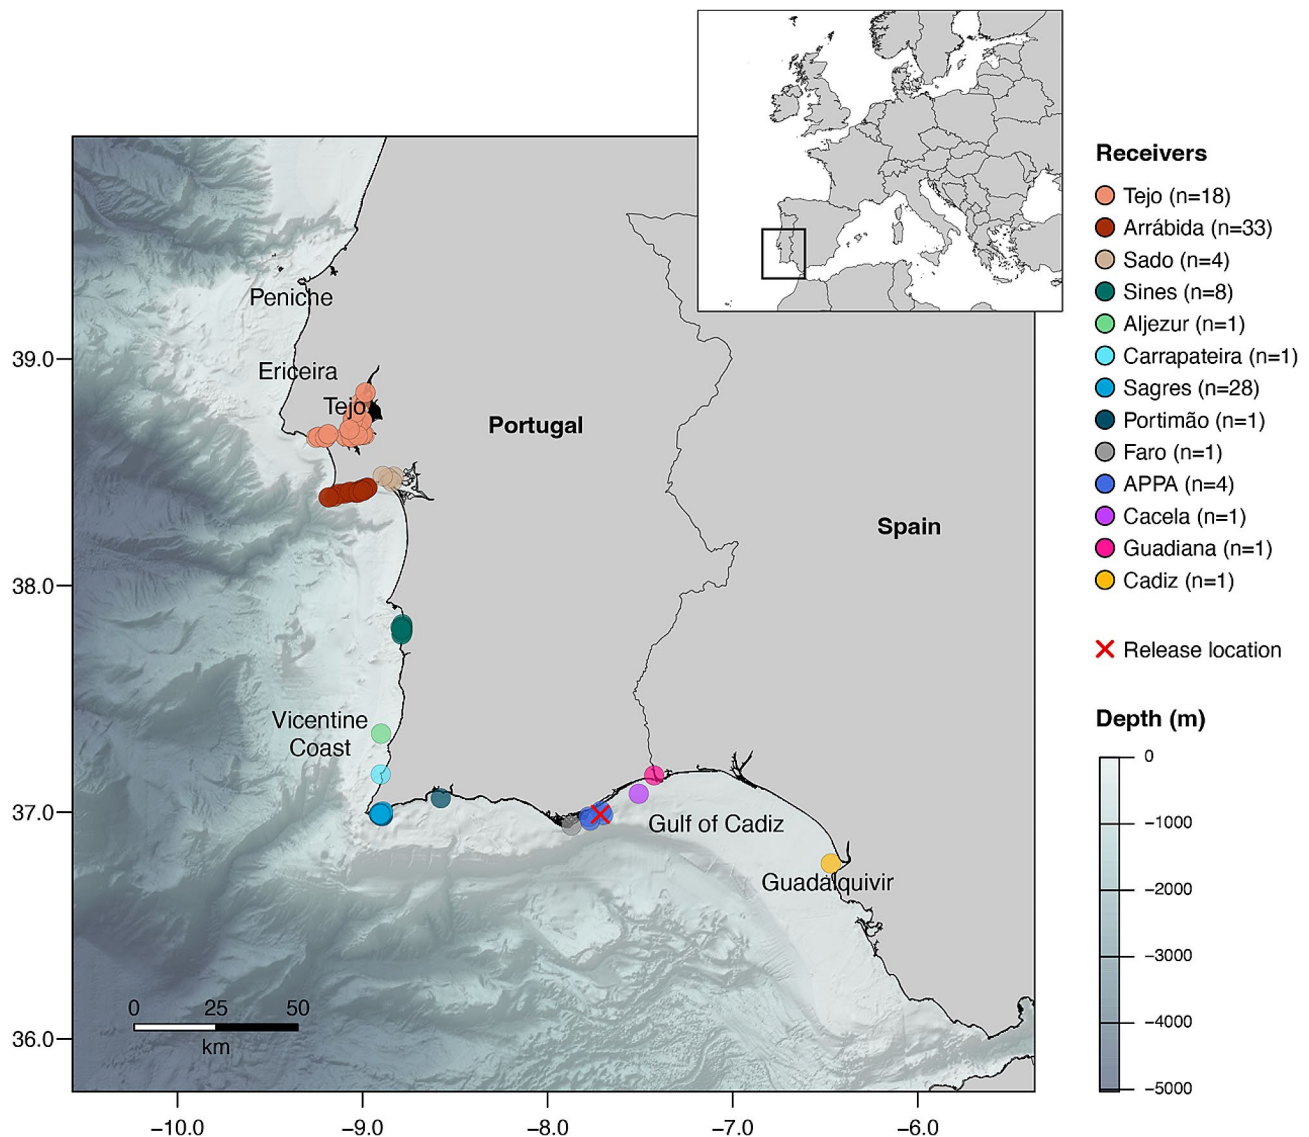 Peniche
Ericeira
Tejo
Portugal
Spain
Vicentine
Coast
Gulf of Cadiz
Guadalquivir
0 25 50
km
39.0
38.0
37.0
36.0
−10.0 −9.0 −8.0 −7.0 −6.0
Receivers
Tejo (n=18)
Arrábida (n=33)
Sado (n=4)
Sines (n=8)
Aljezur (n=1)
Carrapateira (n=1)
Sagres (n=28)
Portimão (n=1)
Faro (n=1)
APPA (n=4)
Cacela (n=1)
Guadiana (n=1)
Cadiz (n=1)
Release location
Depth (m)
0
−1000
−2000
−3000
−4000
−5000